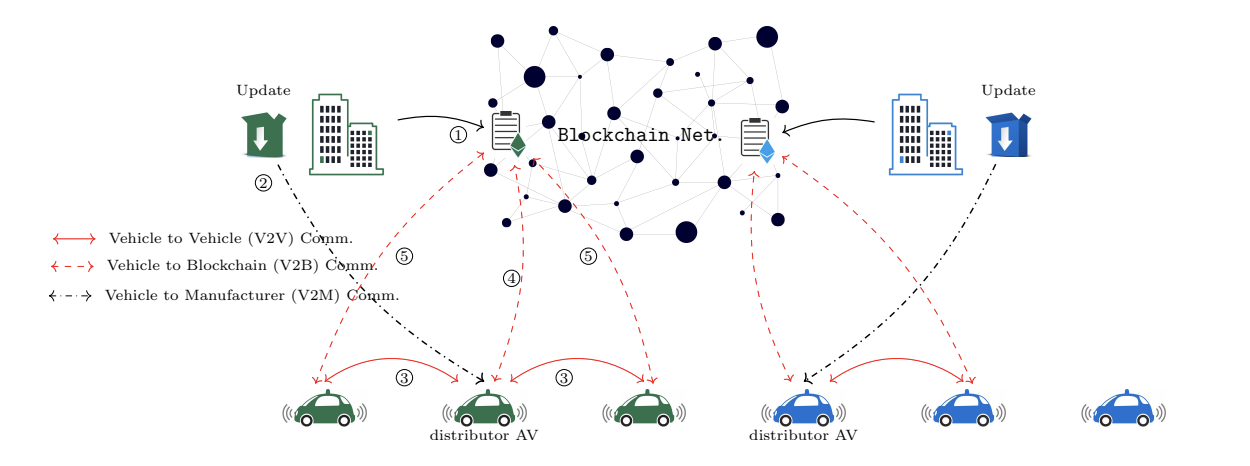 Update
Update
①
Blockchain Net.
②
Vehicle to Vehicle (V2V) Comm.
⑤
⑤
Vehicle to Blockchain (V2B) Comm.
④
Vehicle to Manufacturer (V2M) Comm.
③
③
distributor AV
distributor AV